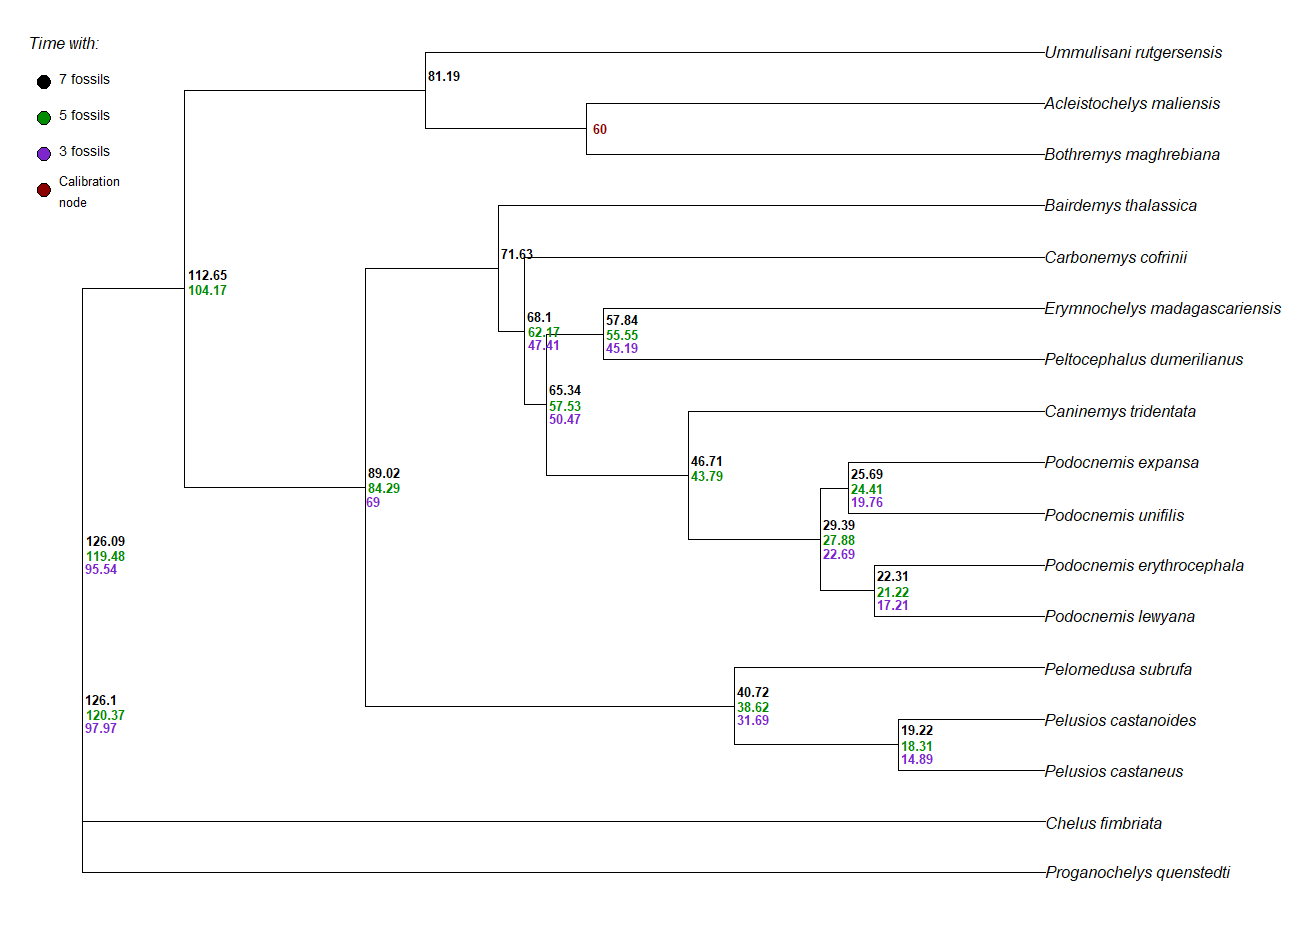 Time with:
7 fossils
5 fossils
3 fossils
Calibration
node
Ummulisani rutgersensis
81.19
Acleistochelys maliensis
60
Bothremys maghrebiana
Bairdemys thalassica
71.63
Carbonemys cofrinii
112.65
104.17
Erymnochelys madagascariensis
68.1
62.17
47.41
57.84
55.55
45.19
Peltocephalus dumerilianus
65.34
57.53
50.47
Caninemys tridentata
46.71
43.79
Podocnemis expansa
89.02
84.29
69
25.69
24.41
19.76
Podocnemis unifilis
29.39
27.88
22.69
126.09
119.48
95.54
Podocnemis erythrocephala
22.31
21.22
17.21
Podocnemis lewyana
Pelomedusa subrufa
126.1
120.37
97.97
40.72
38.62
31.69
Pelusios castanoides
19.22
18.31
14.89
Pelusios castaneus
Chelus fimbriata
Proganochelys quenstedti